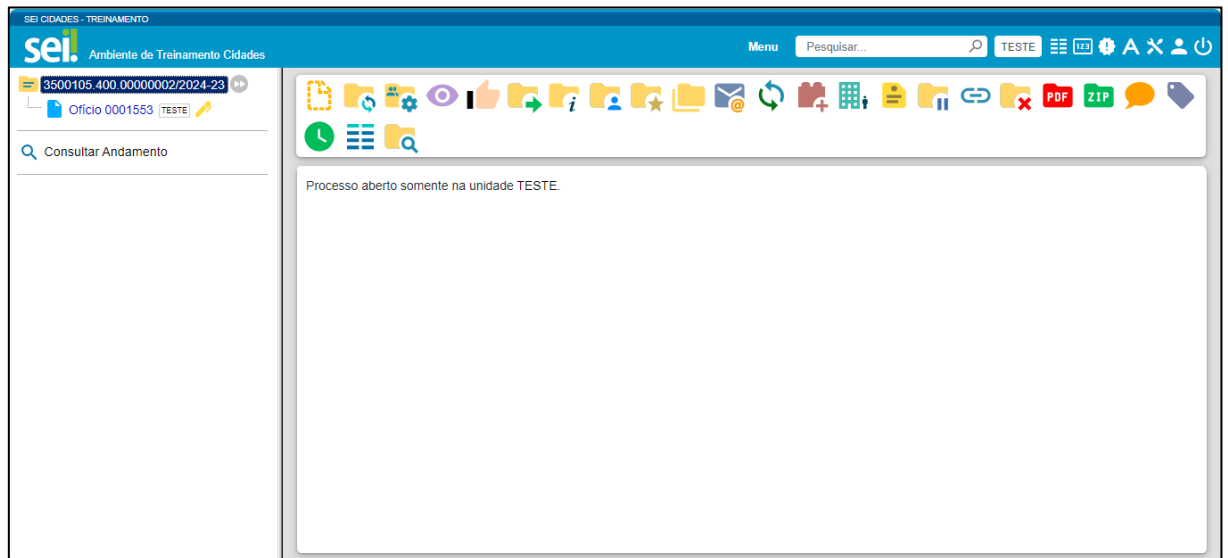 SEI CIDADES - TREINAMENTO
sei! Ambiente de Treinamento Cidades
Menu Pesquisar... TESTE 123 A
3500105.400.00000002/2024-23
Ofício 0001553 TESTE
Consultar Andamento
i @ PDF ZIP
Processo aberto somente na unidade TESTE.